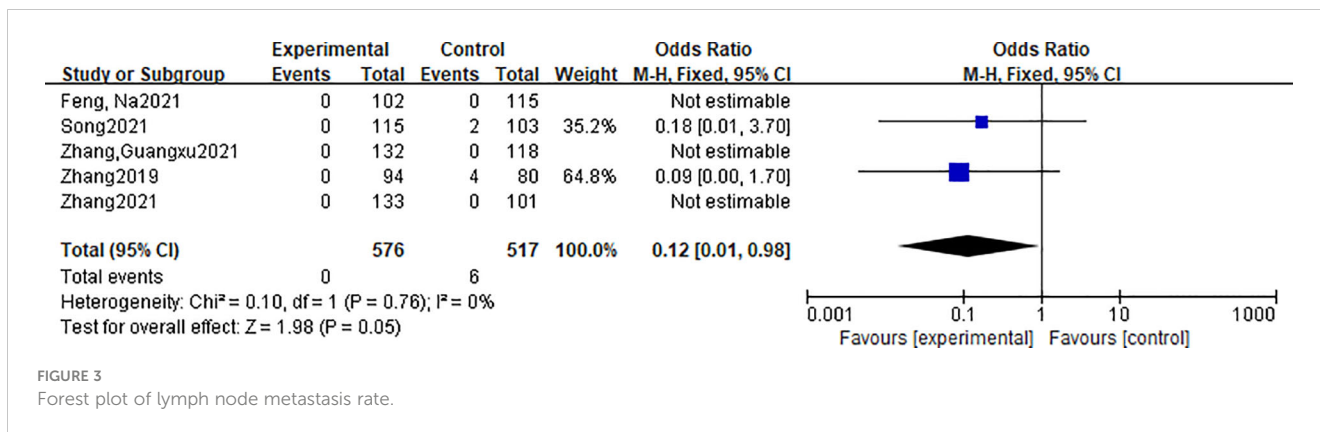 Experimental Control Odds Ratio Odds Ratio
Study or Subgroup Events Total Events Total Weight M-H, Fixed, 95% CI M-H, Fixed, 95% CI
Feng, Na2021 0 102 0 115 Not estimable
Song2021 0 115 2 103 35.2% 0.18 [0.01, 3.70]
Zhang,Guangxu2021 0 132 0 118 Not estimable
Zhang2019 0 94 4 80 64.8% 0.09 [0.00, 1.70]
Zhang2021 0 133 0 101 Not estimable
Total (95% CI) 576 517 100.0% 0.12 [0.01, 0.98]
Total events 0 6
Heterogeneity: Chi² = 0.10, df = 1 (P = 0.76); I² = 0%
Test for overall effect: Z = 1.98 (P = 0.05)
0.001 0.1 1 10 1000
Favours [experimental] Favours [control]
FIGURE 3
Forest plot of lymph node metastasis rate.